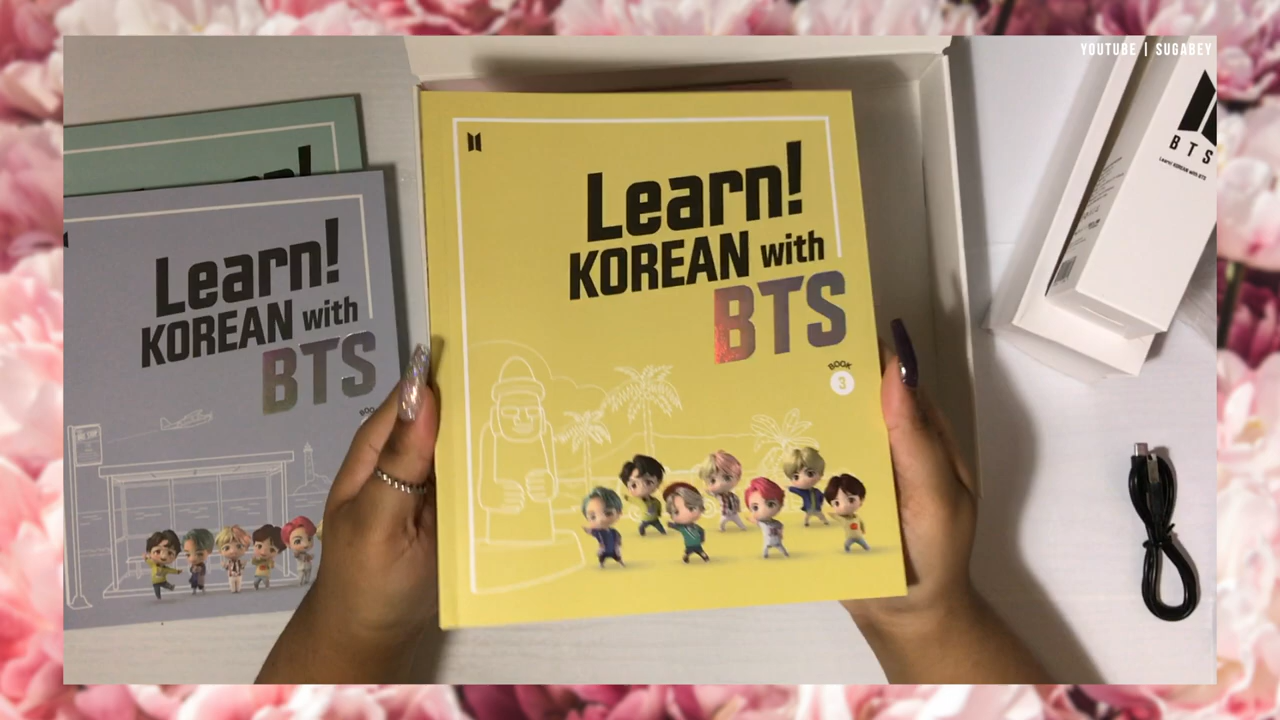 YOUTUBE | SUGABEY
Learn!
KOREAN with
BTS
BOOK
3
Learn!
KOREAN with
BTS
BTS
Learn! KOREAN with BTS